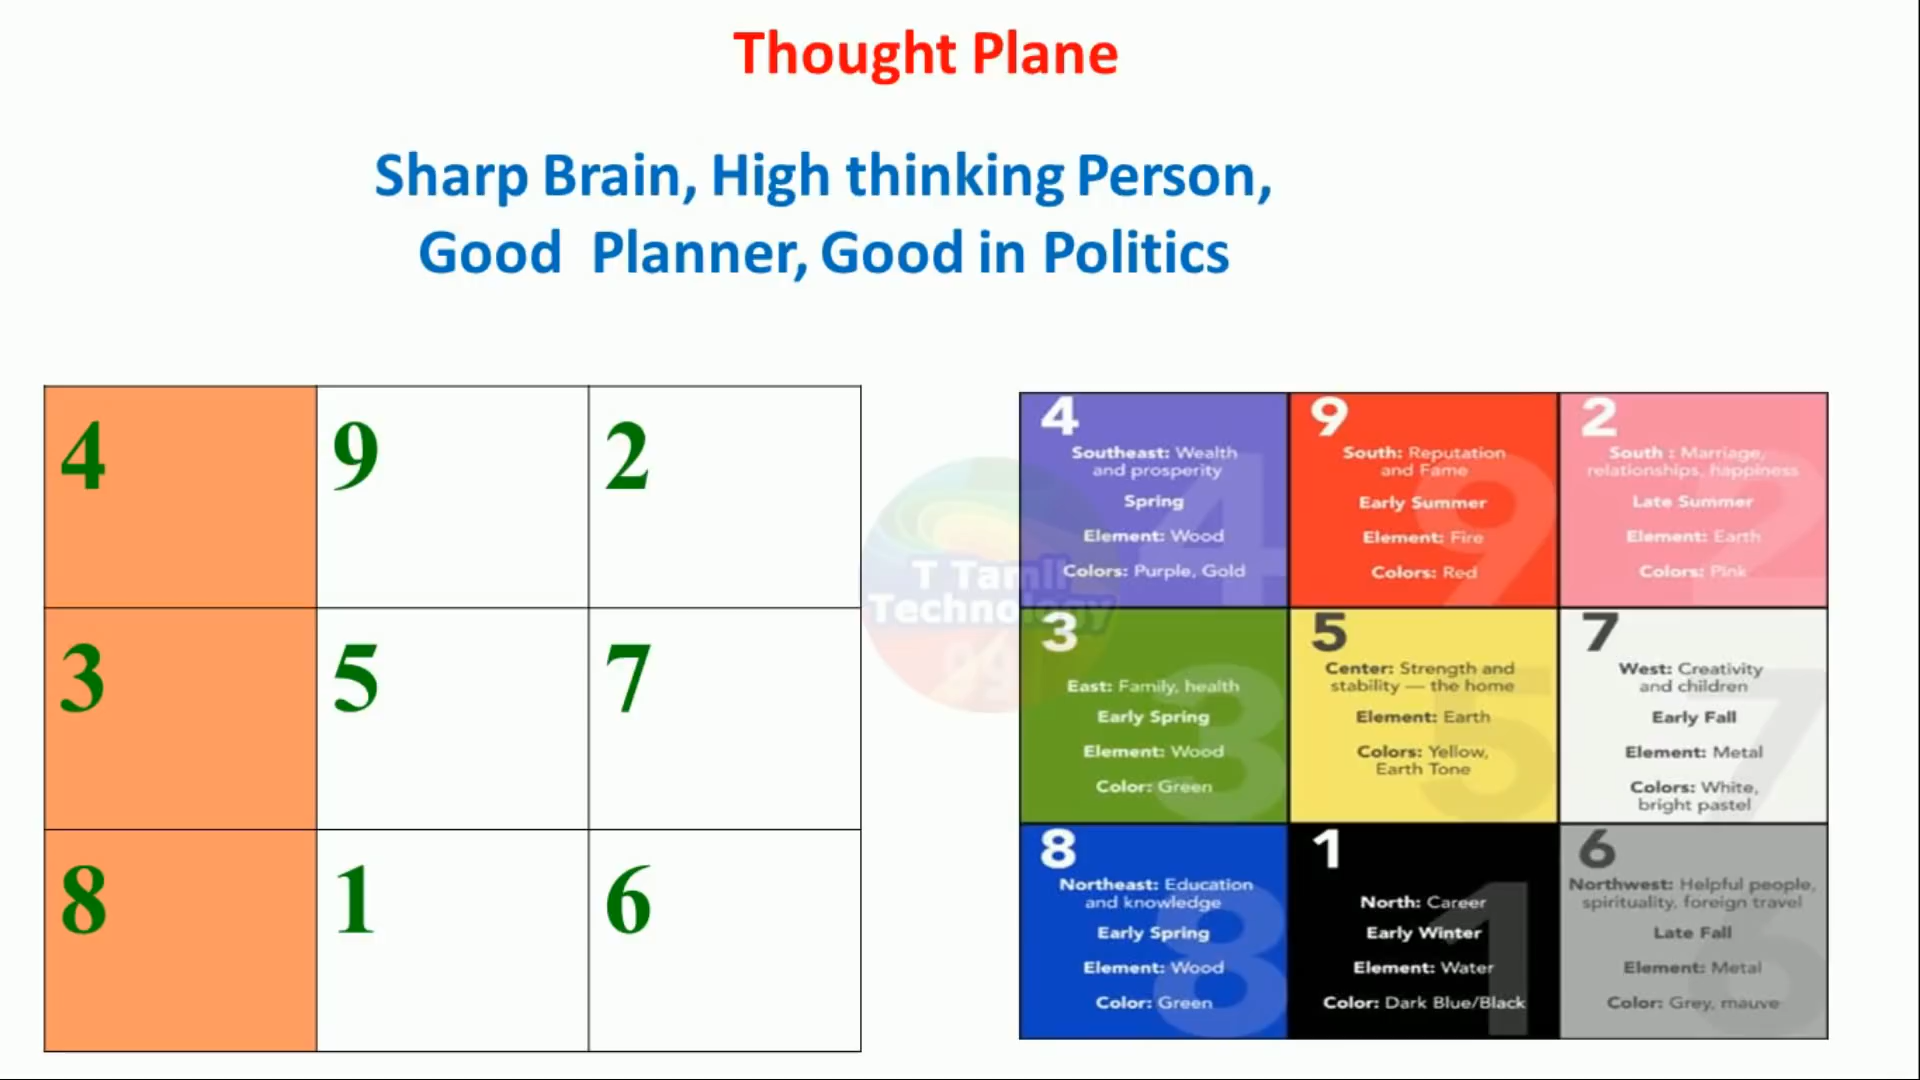 Thought Plane
Sharp Brain, High thinking Person,
Good Planner, Good in Politics
4 9 2
3 5 7
8 1 6
T Tamil
Technology
99
4
Southeast: Wealth
and prosperity
Spring
Element: Wood
Colors: Purple, Gold
9
South: Reputation
and Fame
Early Summer
Element: Fire
Colors: Red
2
South : Marriage,
relationships, happiness
Late Summer
Element: Earth
Colors: Pink
3
East: Family, health
Early Spring
Element: Wood
Color: Green
5
Center: Strength and
stability — the home
Element: Earth
Colors: Yellow,
Earth Tone
7
West: Creativity
and children
Early Fall
Element: Metal
Colors: White,
bright pastel
8
Northeast: Education
and knowledge
Early Spring
Element: Wood
Color: Green
1
North: Career
Early Winter
Element: Water
Color: Dark Blue/Black
6
Northwest: Helpful people,
spirituality, foreign travel
Late Fall
Element: Metal
Color: Grey, mauve